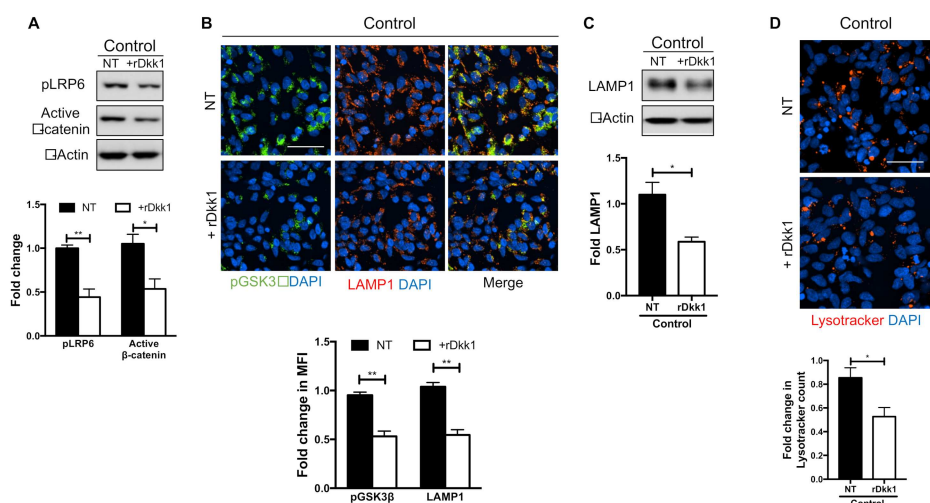 A
Control
NT +rDkk1
pLRP6
Active
□-catenin
□-Actin
NT
+rDkk1
Fold change
1.5
1.0
0.5
0.0
**
*
pLRP6
Active
β-catenin
B
Control
NT
+ rDkk1
pGSK3□DAPI
LAMP1 DAPI
Merge
NT
+rDkk1
Fold change in MFI
1.5
1.0
0.5
0.0
**
**
pGSK3β
LAMP1
C
Control
NT +rDkk1
LAMP1
□-Actin
Fold LAMP1
1.5
1.0
0.5
0.0
*
NT
rDkk1
Control
D
Control
NT
+ rDkk1
Lysotracker DAPI
Fold change in
Lysotracker count
1.0
0.8
0.6
0.4
0.2
0.0
*
NT
rDkk1
Control